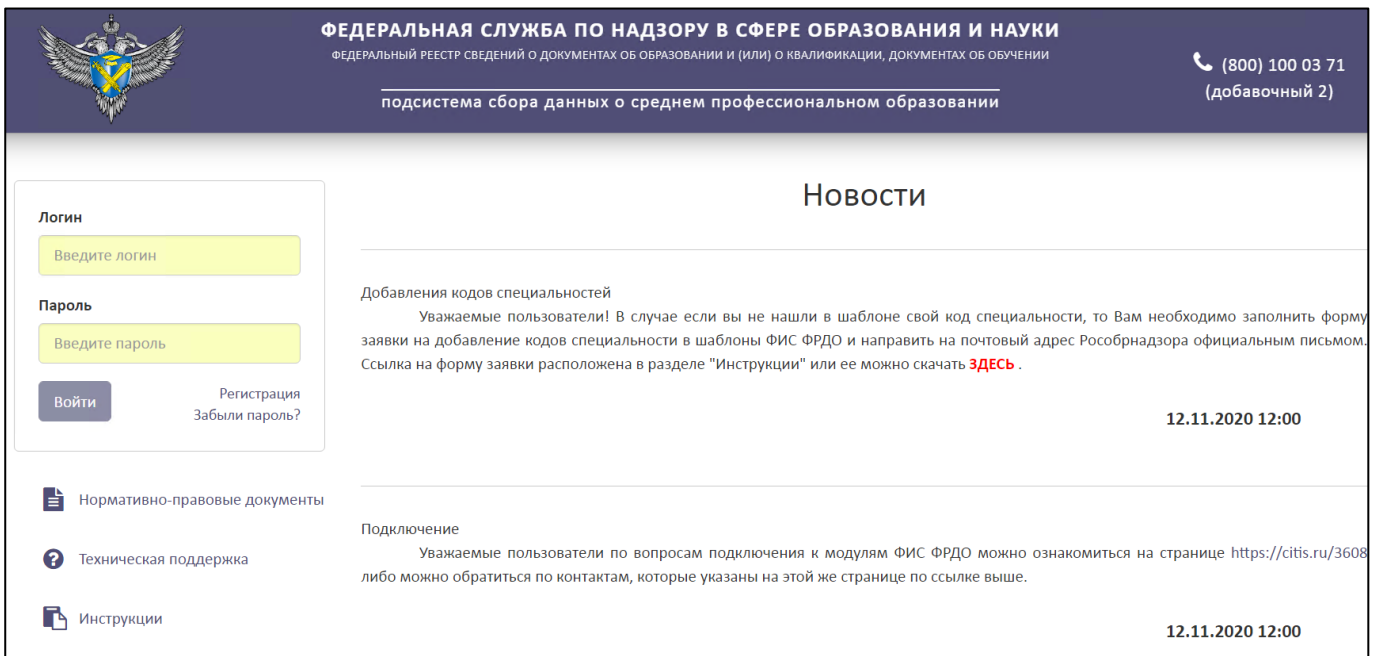 ФЕДЕРАЛЬНАЯ СЛУЖБА ПО НАДЗОРУ В СФЕРЕ ОБРАЗОВАНИЯ И НАУКИ
ФЕДЕРАЛЬНЫЙ РЕЕСТР СВЕДЕНИЙ О ДОКУМЕНТАХ ОБ ОБРАЗОВАНИИ И (ИЛИ) О КВАЛИФИКАЦИИ, ДОКУМЕНТАХ ОБ ОБУЧЕНИИ
подсистема сбора данных о среднем профессиональном образовании
(800) 100 03 71
(добавочный 2)
Логин
Введите логин
Пароль
Введите пароль
Войти
Регистрация
Забыли пароль?
Нормативно-правовые документы
Техническая поддержка
Инструкции
Новости
Добавления кодов специальностей
Уважаемые пользователи! В случае если вы не нашли в шаблоне свой код специальности, то Вам необходимо заполнить форму
заявки на добавление кодов специальности в шаблоны ФИС ФРДО и направить на почтовый адрес Рособрнадзора официальным письмом.
Ссылка на форму заявки расположена в разделе "Инструкции" или ее можно скачать ЗДЕСЬ .
12.11.2020 12:00
Подключение
Уважаемые пользователи по вопросам подключения к модулям ФИС ФРДО можно ознакомиться на странице https://citis.ru/3608
либо можно обратиться по контактам, которые указаны на этой же странице по ссылке выше.
12.11.2020 12:00